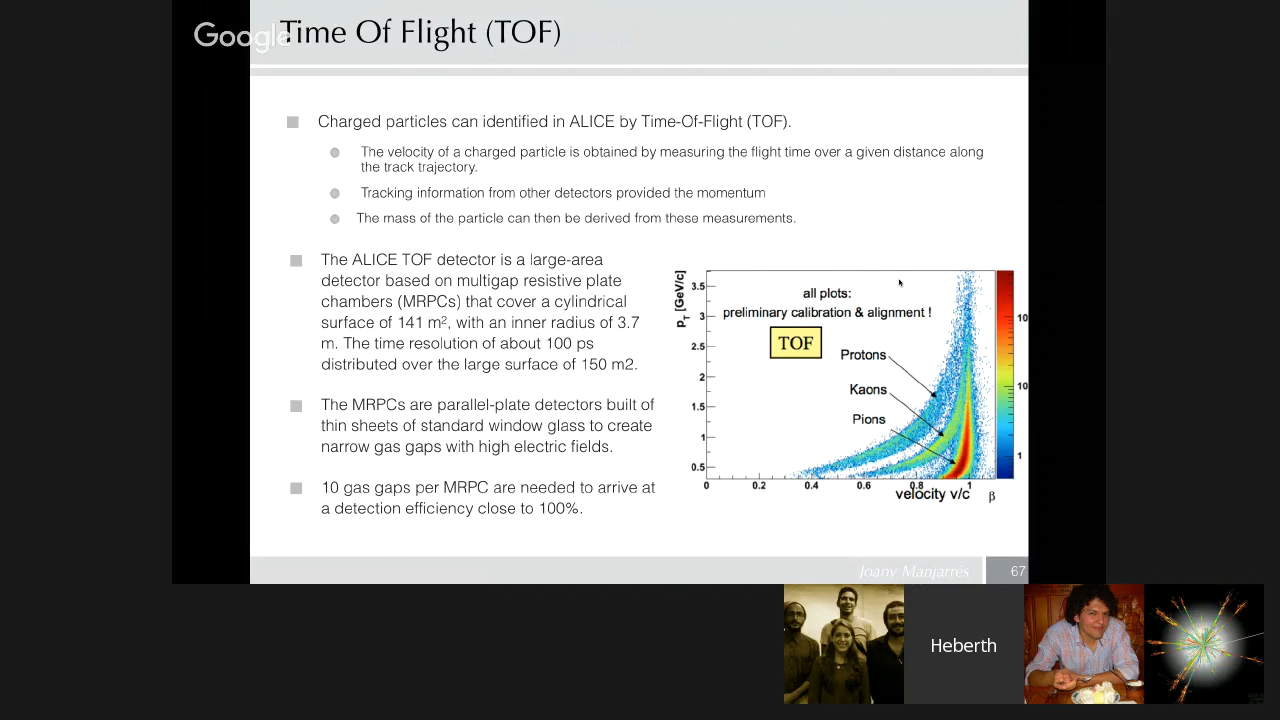 Google
Time Of Flight (TOF)
Charged particles can identified in ALICE by Time-Of-Flight (TOF).
The velocity of a charged particle is obtained by measuring the flight time over a given distance along
the track trajectory.
Tracking information from other detectors provided the momentum
The mass of the particle can then be derived from these measurements.
The ALICE TOF detector is a large-area
detector based on multigap resistive plate
chambers (MRPCs) that cover a cylindrical
surface of 141 m², with an inner radius of 3.7
m. The time resolution of about 100 ps
distributed over the large surface of 150 m2.
The MRPCs are parallel-plate detectors built of
thin sheets of standard window glass to create
narrow gas gaps with high electric fields.
10 gas gaps per MRPC are needed to arrive at
a detection efficiency close to 100%.
pT [GeV/c]
3.5
3
2.5
2
1.5
1
0.5
all plots:
preliminary calibration & alignment !
TOF
Protons
Kaons
Pions
0
0.2
0.4
0.6
0.8
1
velocity v/c
β
10
10
1
Joany Manjarrés
67
Heberth